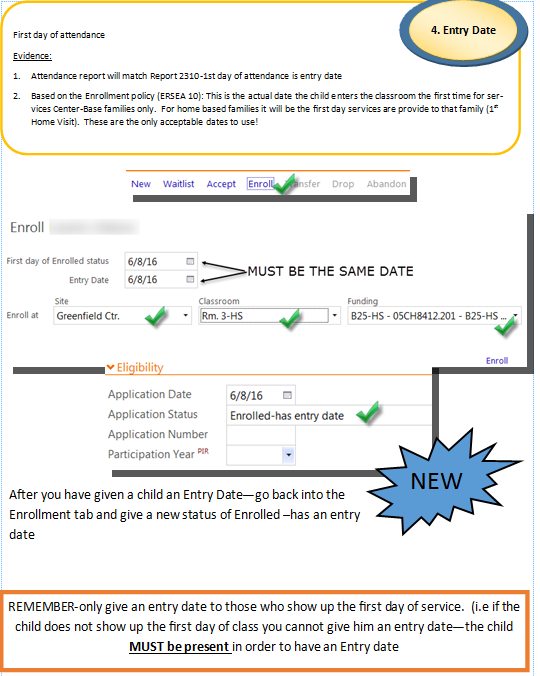 4. Entry Date
First day of attendance
Evidence:
1. Attendance report will match Report 2310-1st day of attendance is entry date
2. Based on the Enrollment policy (ERSEA 10): This is the actual date the child enters the classroom the first time for ser-
vices Center-Base families only. For home based families it will be the first day services are provide to that family (1st
Home Visit). These are the only acceptable dates to use!
New Waitlist Accept Enroll Drop Abandon
Enroll
First day of Enrolled status 6/8/16
Entry Date 6/8/16
MUST BE THE SAME DATE
Site Classroom Funding
Enroll at Greenfield Ctr. Rm. 3-HS B25-HS - 05CH8412.201 - B25-HS ...
Enroll
Eligibility
Application Date 6/8/16
Application Status Enrolled-has entry date
Application Number
Participation Year PIR
NEW
After you have given a child an Entry Date—go back into the
Enrollment tab and give a new status of Enrolled –has an entry
date
REMEMBER-only give an entry date to those who show up the first day of service. (i.e if the
child does not show up the first day of class you cannot give him an entry date—the child
MUST be present in order to have an Entry date